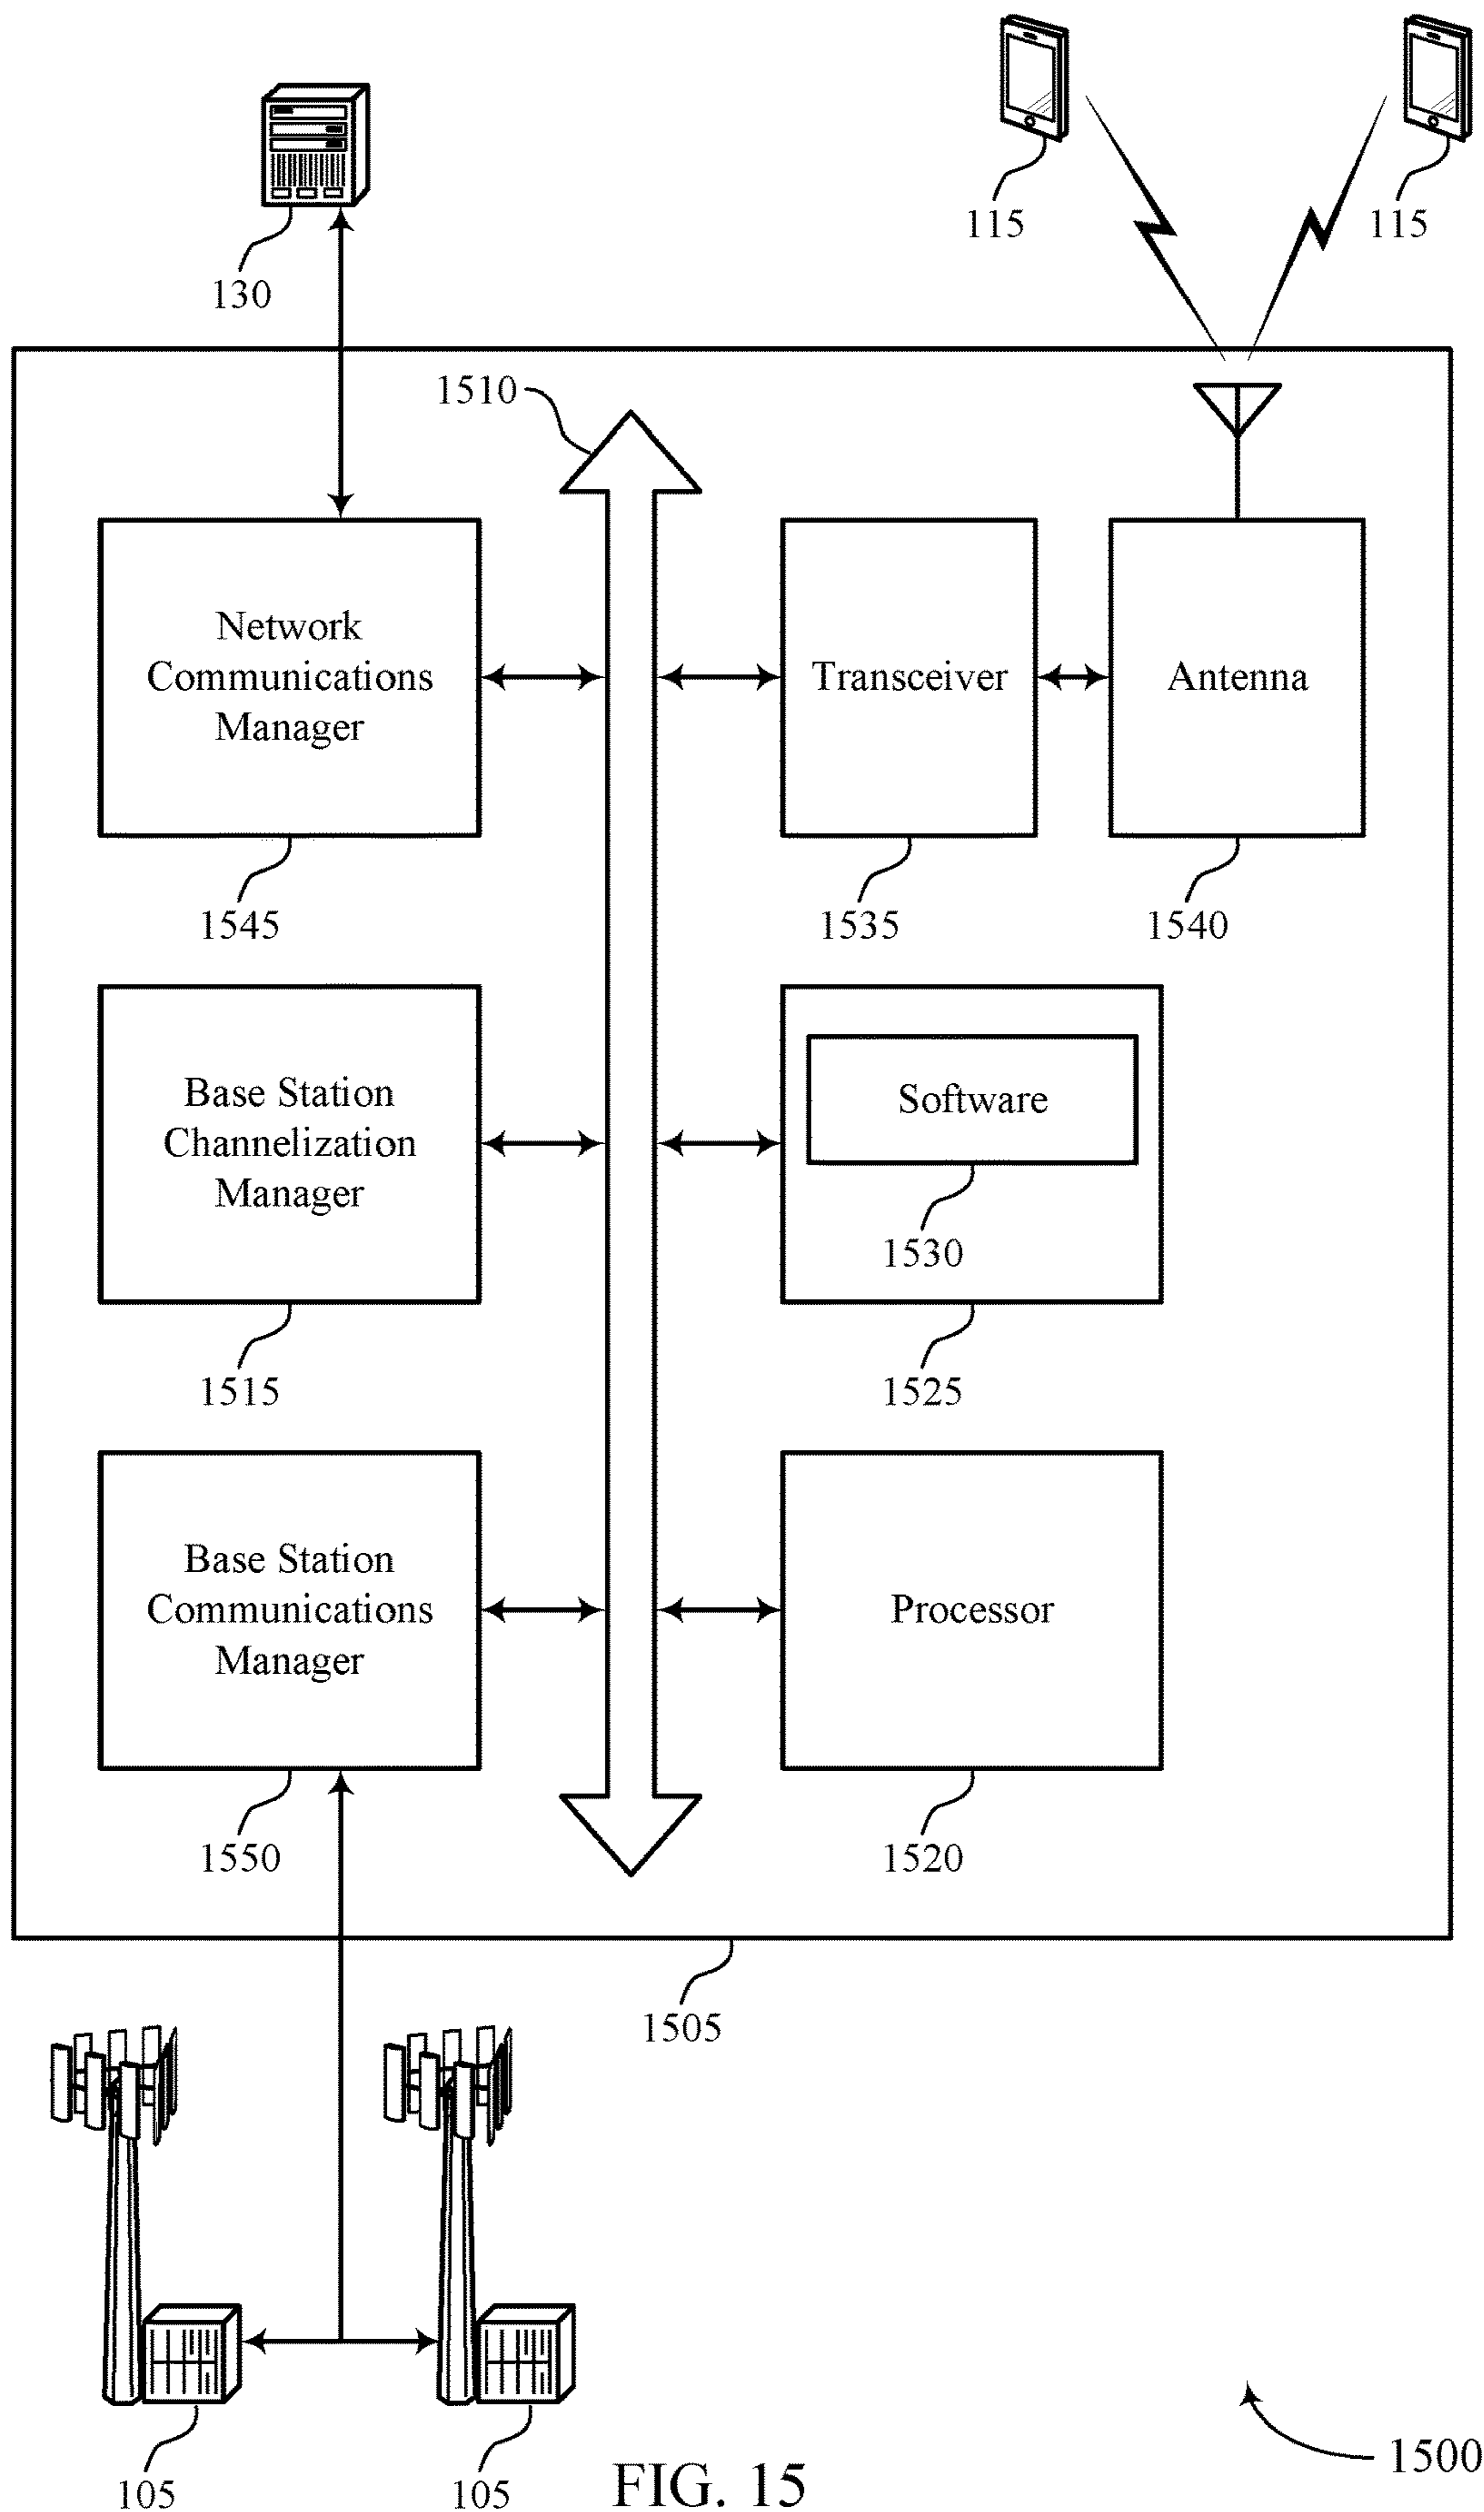 115
115
130
1510
Network
Communications
Manager
Transceiver
Antenna
1545
1535
1540
Base Station
Channelization
Manager
Software
1530
1515
1525
Base Station
Communications
Manager
Processor
1550
1520
1505
105
105
FIG. 15
1500